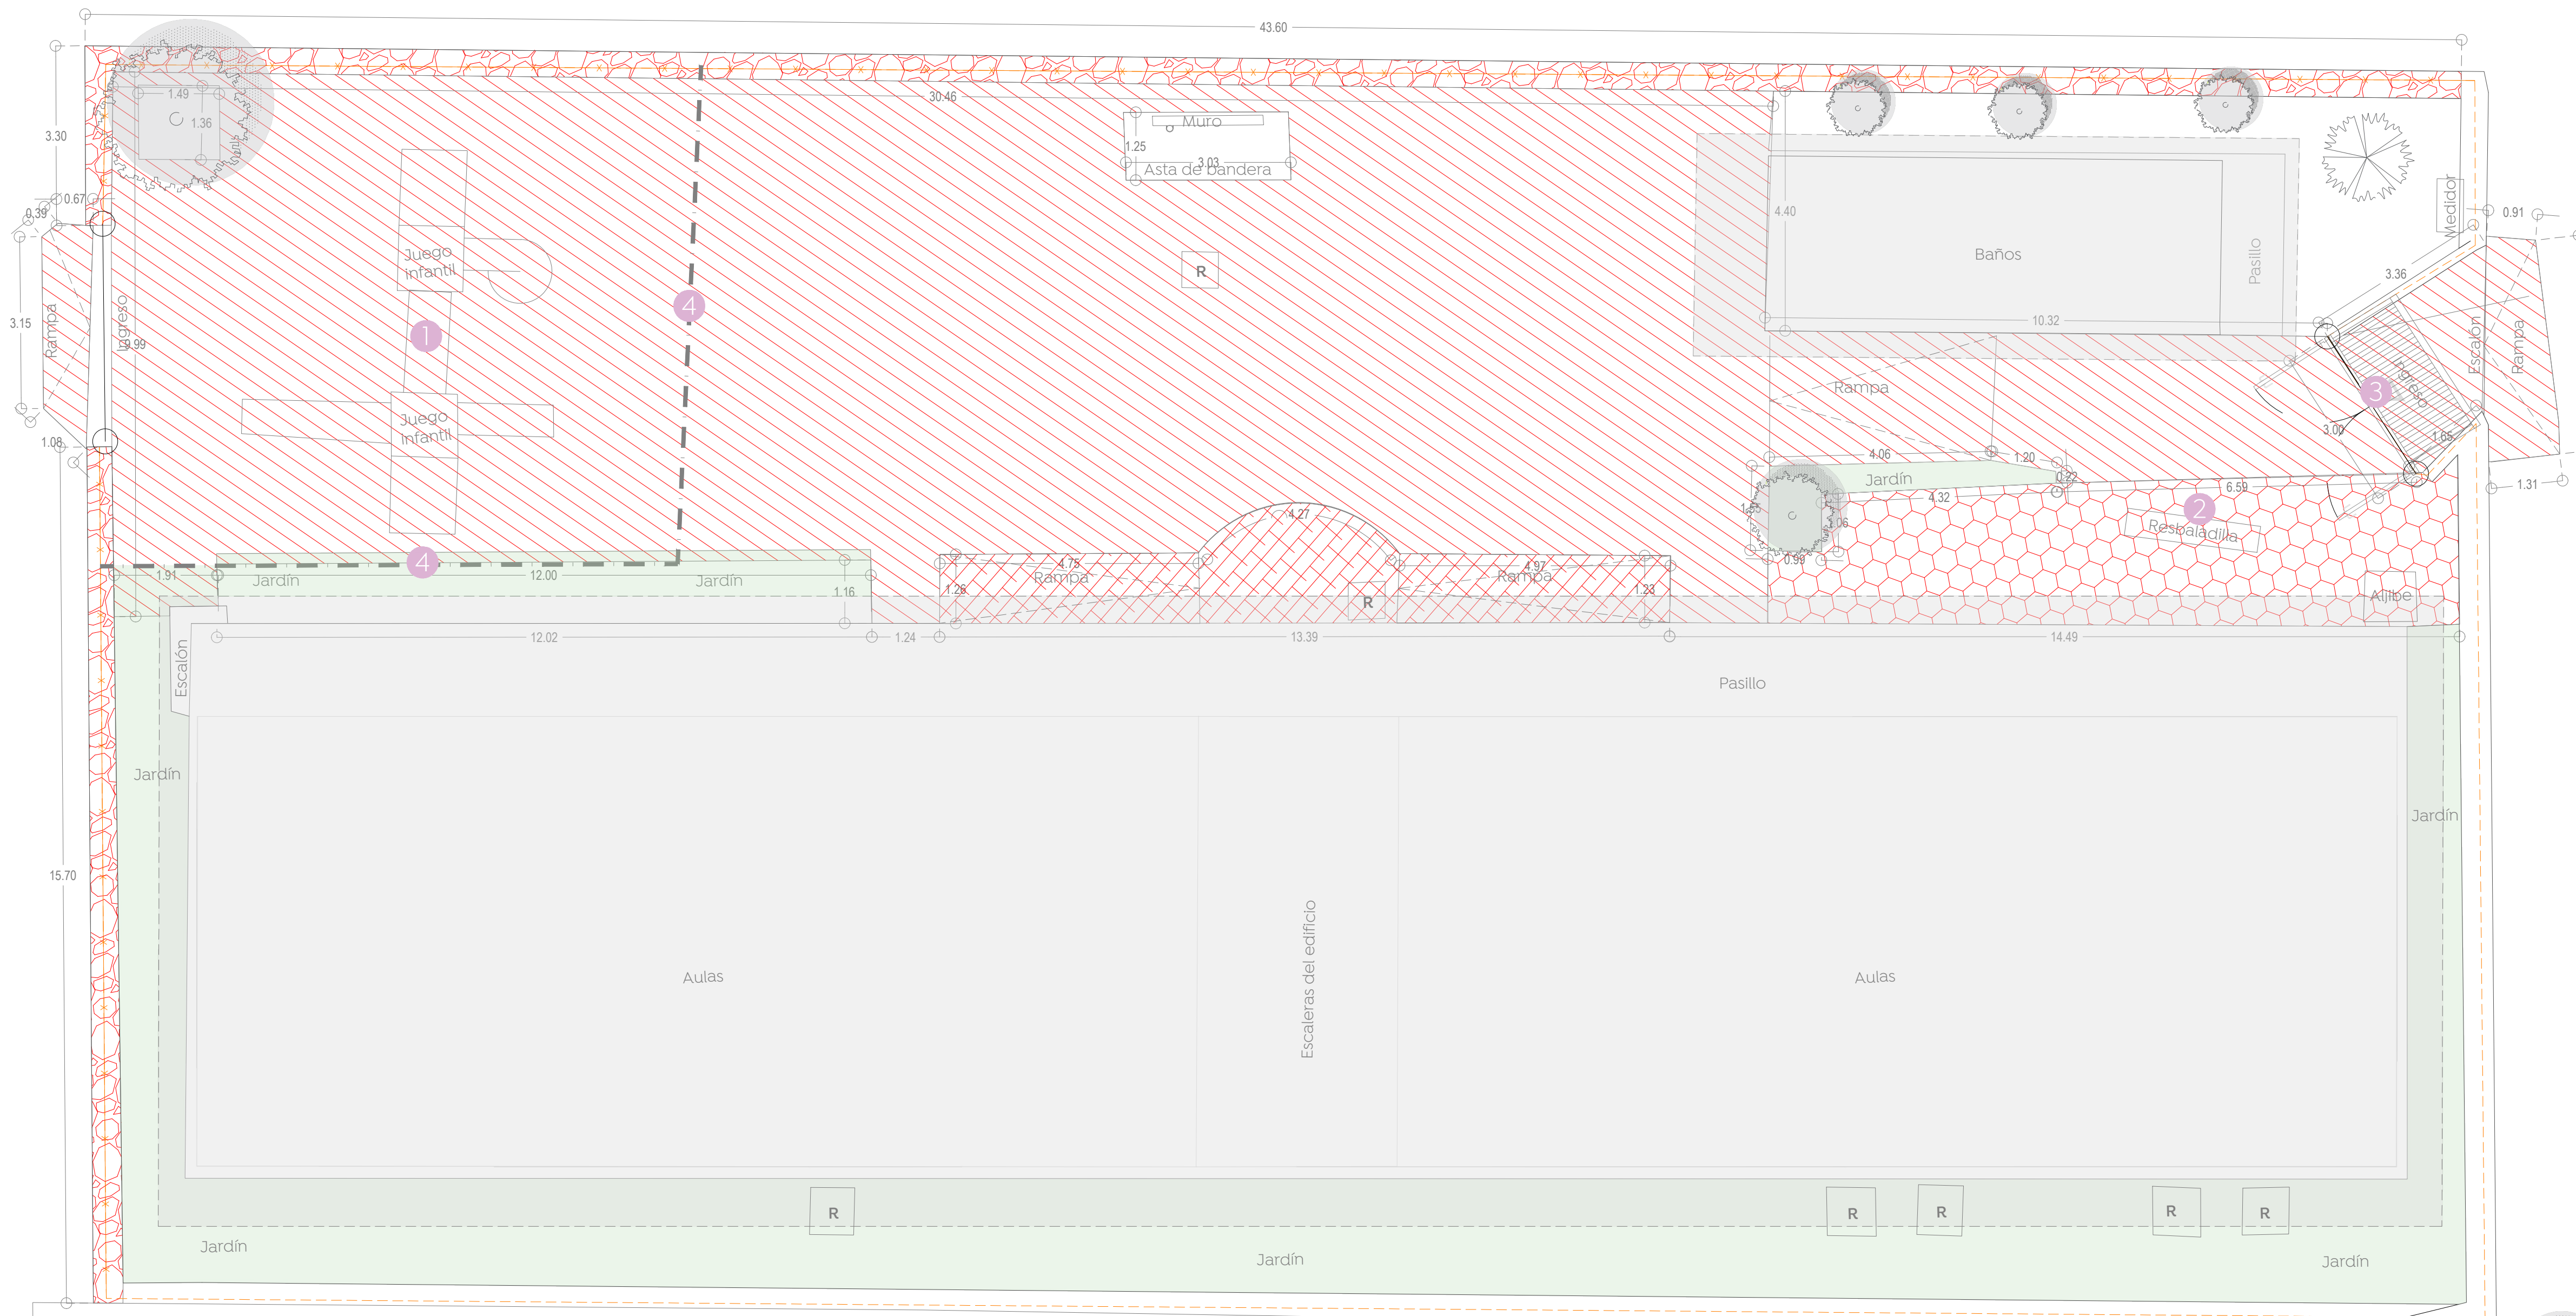 43.60
1.49
30.46
1.36
3.30
Muro
1.25
3.03
Asta de bandera
0.67
0.39
4.40
Medidor
0.91
Juego
infantil
R
Baños
Pasillo
3.36
3.15
Rampa
Ingreso
9.99
1
4
10.32
Escalón
Rampa
Rampa
3
Ingreso
Juego
infantil
1.08
3.00
1.65
4.06
1.20
0.22
Jardín
4.32
6.59
1.31
1.55
1.06
2
Resbaladilla
4.27
4
1.91
Jardín
12.00
Jardín
4.75
Rampa
4.97
Rampa
0.99
1.16
1.26
R
1.23
Aljibe
12.02
1.24
13.39
14.49
Escalón
Pasillo
Jardín
Jardín
15.70
Aulas
Escaleras del edificio
Aulas
R
R
R
R
R
Jardín
Jardín
Jardín